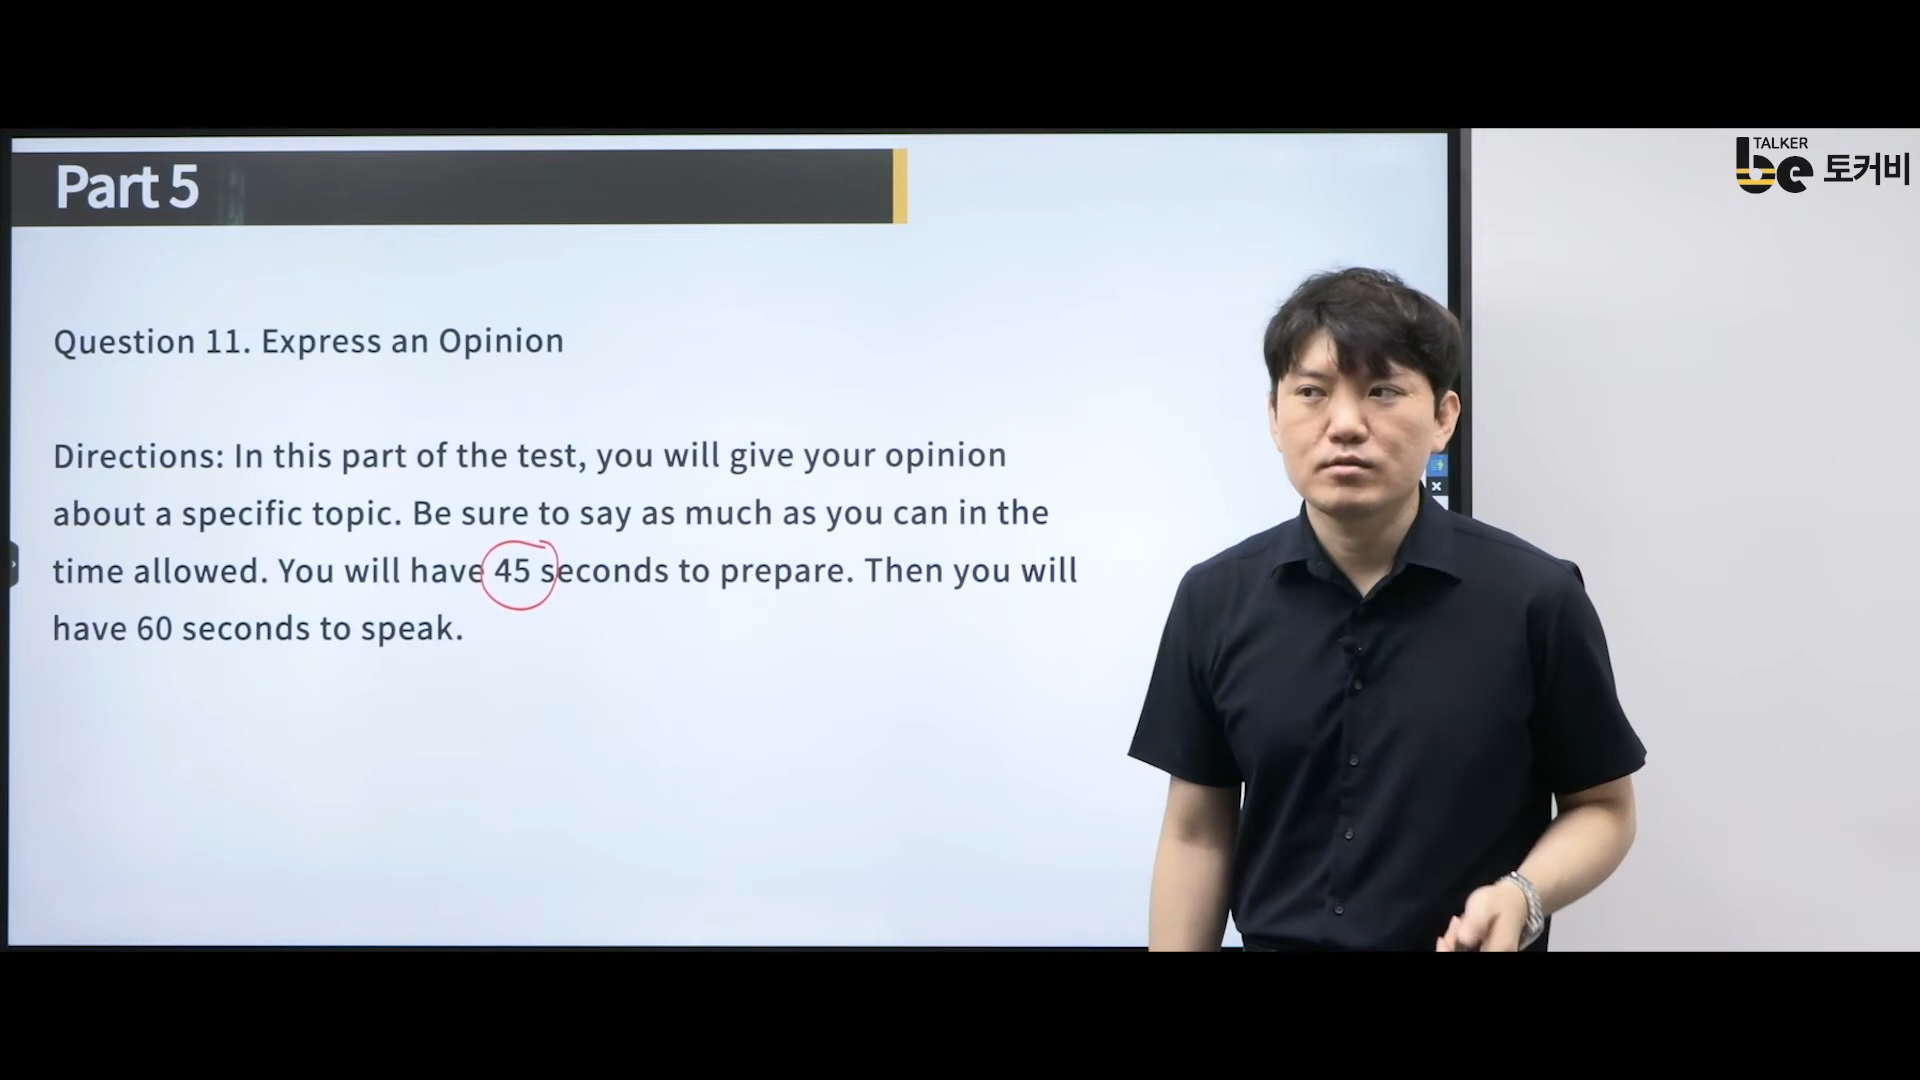 Part 5
TALKER
be 토커비
Question 11. Express an Opinion
Directions: In this part of the test, you will give your opinion
about a specific topic. Be sure to say as much as you can in the
time allowed. You will have 45 seconds to prepare. Then you will
have 60 seconds to speak.